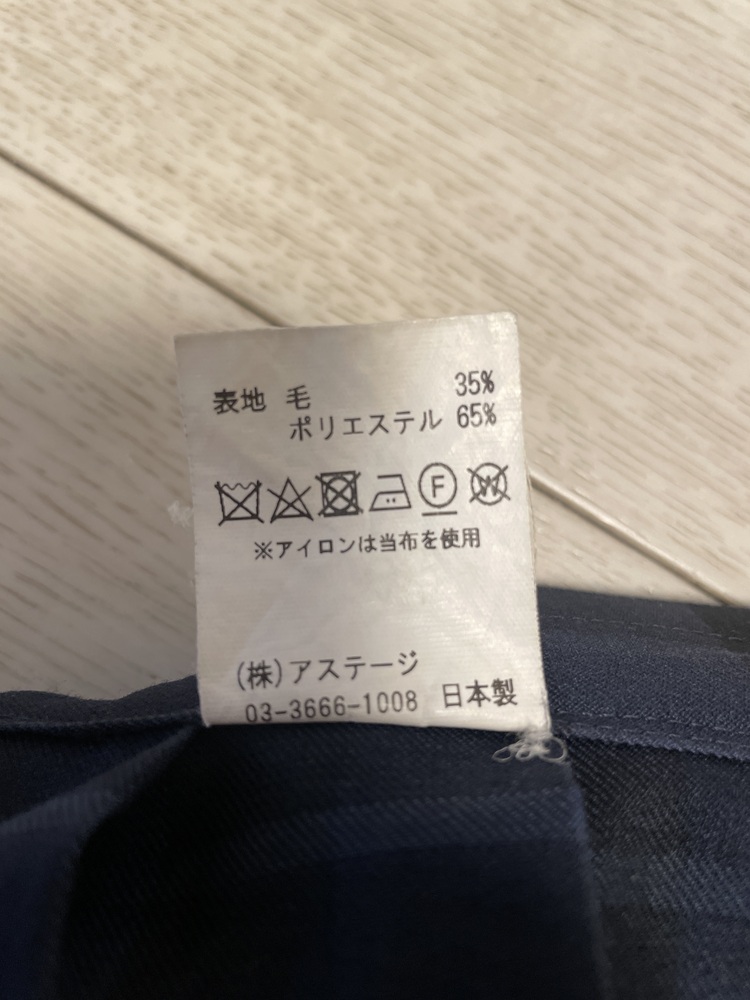 表地 毛 35%
ポリエステル 65%
F W
※アイロンは当布を使用
(株)アステージ
03-3666-1008 日本製